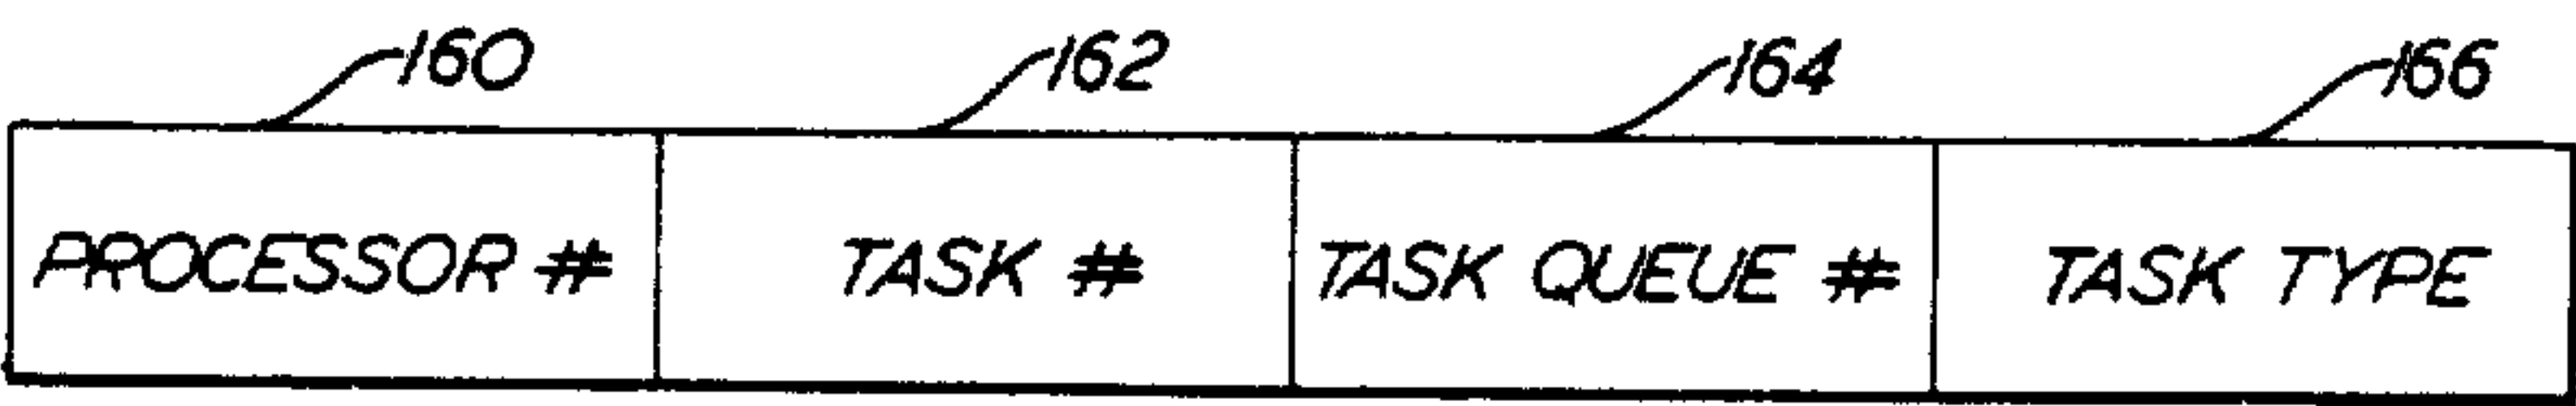 160 162 164 166
PROCESSOR # TASK # TASK QUEUE # TASK TYPE